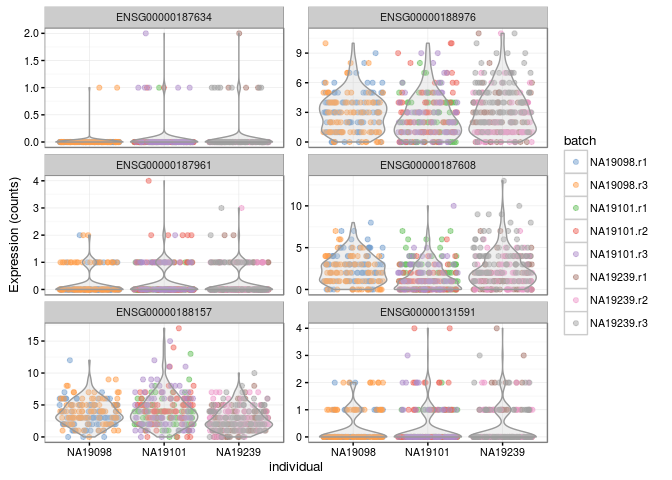 ENSG00000187634
ENSG00000188976
2.0
1.5
1.0
0.5
0.0
9
6
3
0
ENSG00000187961
ENSG00000187608
4
3
2
1
0
10
5
0
ENSG00000188157
ENSG00000131591
15
10
5
0
4
3
2
1
0
NA19098
NA19101
NA19239
NA19098
NA19101
NA19239
individual
Expression (counts)
batch
NA19098.r1
NA19098.r3
NA19101.r1
NA19101.r2
NA19101.r3
NA19239.r1
NA19239.r2
NA19239.r3